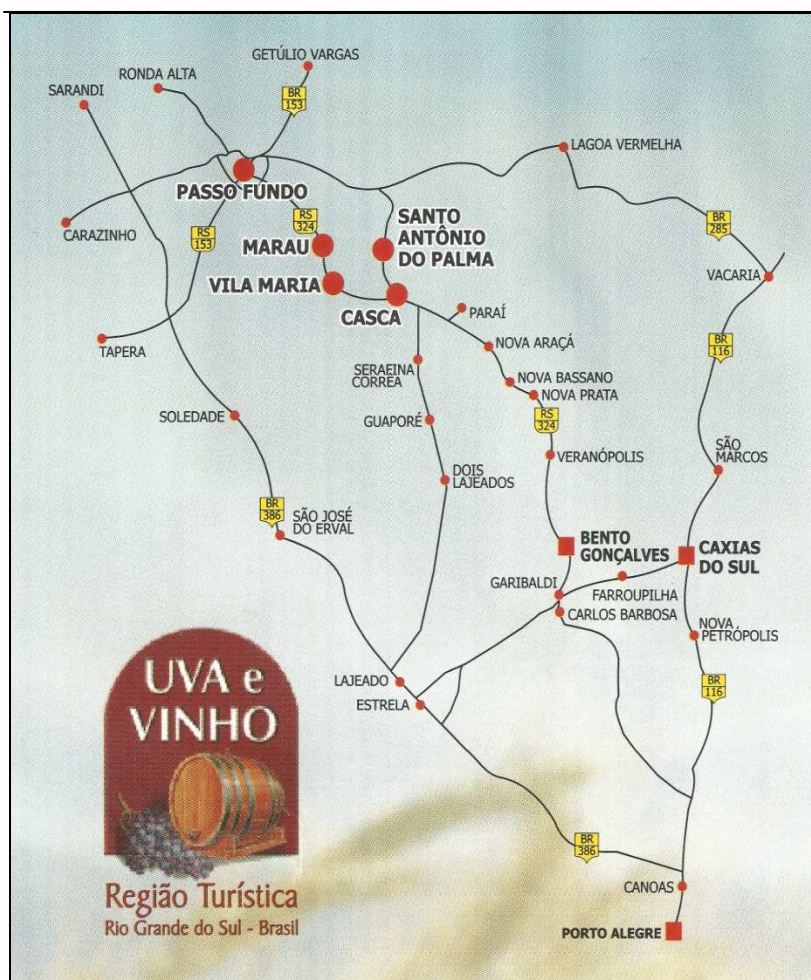 GETÚLIO VARGAS
RONDA ALTA
SARANDI
BR
153
LAGOA VERMELHA
PASSO FUNDO
CARAZINHO
RS
153
RS
324
MARAU
SANTO
ANTÔNIO
DO PALMA
BR
285
VACARIA
VILA MARIA
CASCA
PARAÍ
TAPERA
NOVA ARAÇÁ
BR
116
SERAEINA
CORRÊA
NOVA BASSANO
NOVA PRATA
SOLEDADE
GUAPORÉ
RS
324
VERANÓPOLIS
SÃO
MARCOS
DOIS
LAJEADOS
BR
386
SÃO JOSÉ
DO ERVAL
BENTO
GONÇALVES
CAXIAS
DO SUL
GARIBALDI
FARROUPILHA
CARLOS BARBOSA
NOVA
PETRÓPOLIS
LAJEADO
ESTRELA
BR
116
UVA e
VINHO
BR
386
CANOAS
PORTO ALEGRE
Região Turística
Rio Grande do Sul - Brasil